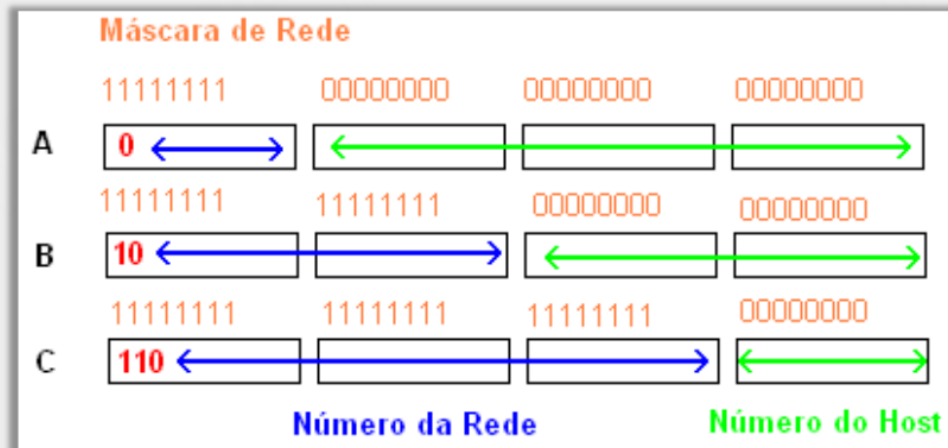 Máscara de Rede
11111111 00000000 00000000 00000000
A 0
11111111 11111111 00000000 00000000
B 10
11111111 11111111 11111111 00000000
C 110
Número da Rede Número do Host